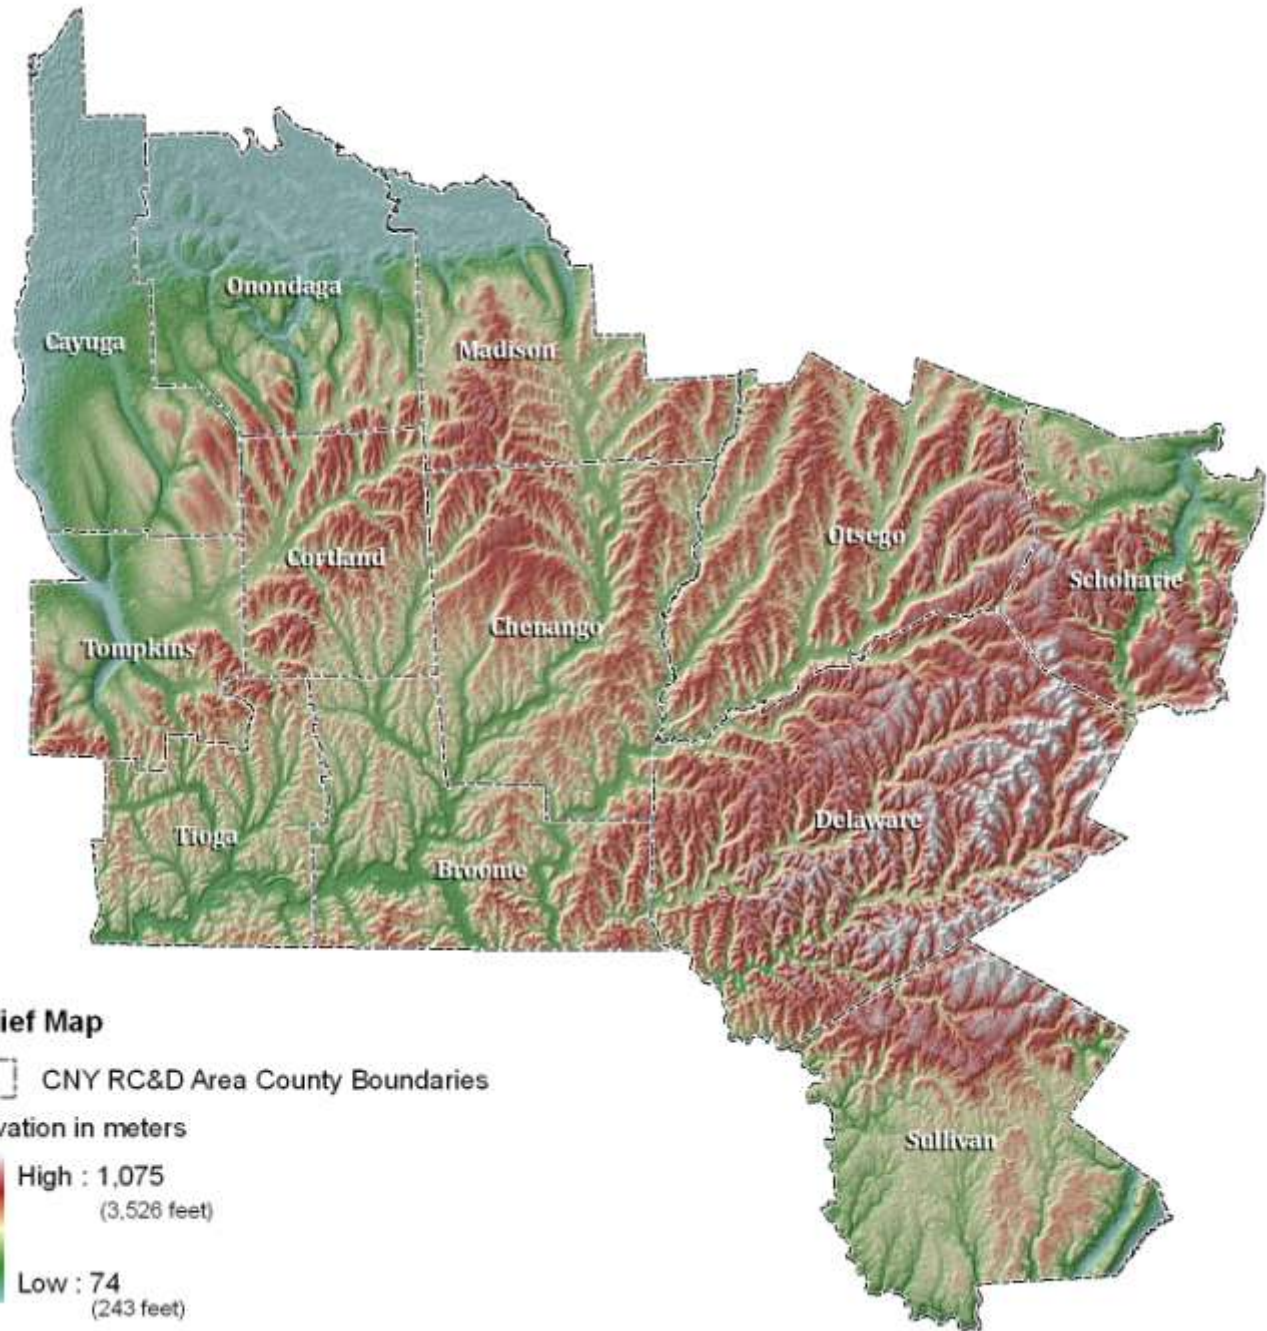 Onondaga
Cayuga
Madison
Otsego
Cortland
Schoharie
Chenango
Tompkins
Delaware
Tioga
Broome
ief Map
CNY RC&D Area County Boundaries
vation in meters
High : 1,075
(3,526 feet)
Sullivan
Low : 74
(243 feet)